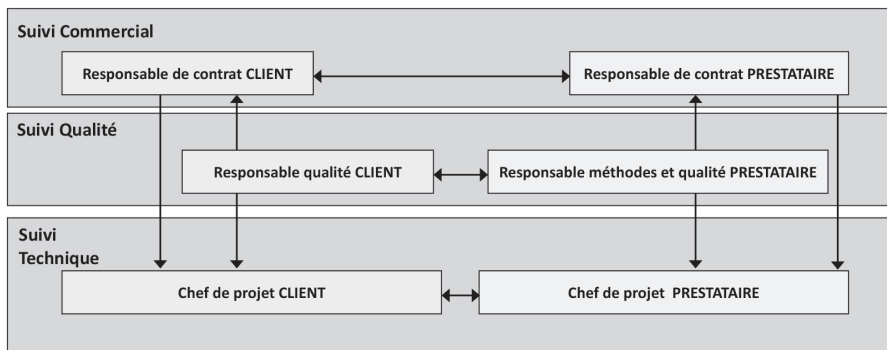 Suivi Commercial
Responsable de contrat CLIENT
Responsable de contrat PRESTATAIRE
Suivi Qualité
Responsable qualité CLIENT
Responsable méthodes et qualité PRESTATAIRE
Suivi
Technique
Chef de projet CLIENT
Chef de projet PRESTATAIRE